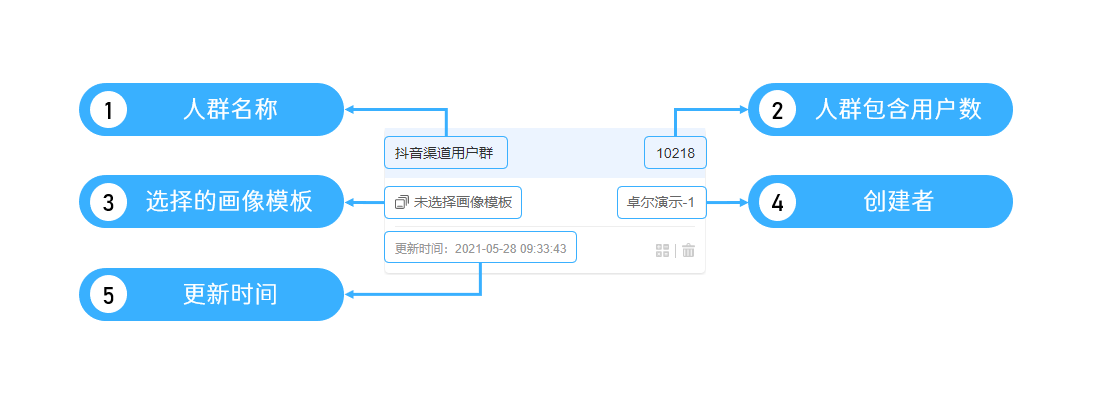 1 人群名称
2 人群包含用户数
抖音渠道用户群
10218
3 选择的画像模板
未选择画像模板
卓尔演示-1
4 创建者
更新时间：2021-05-28 09:33:43
5 更新时间